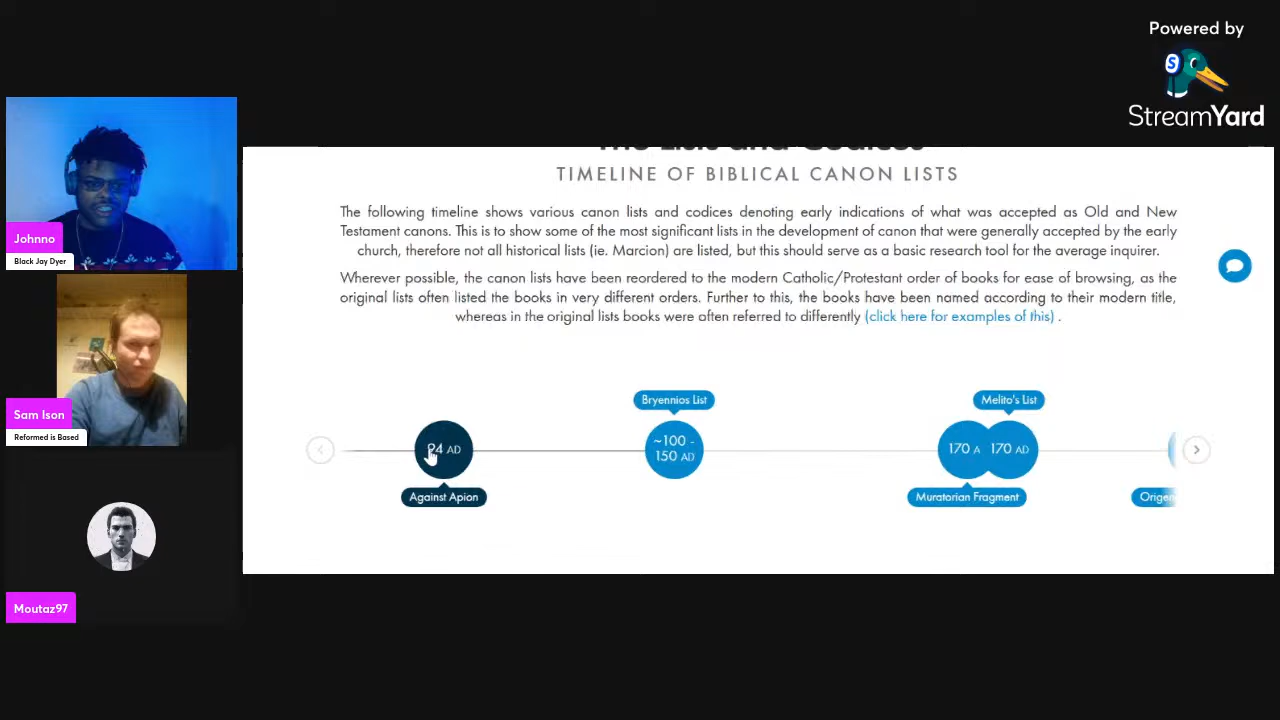 Powered by
StreamYard
Johnno
Black Jay Dyer
Sam Ison
Reformed is Based
Moutaz97
The Lists and Codices
TIMELINE OF BIBLICAL CANON LISTS
The following timeline shows various canon lists and codices denoting early indications of what was accepted as Old and New
Testament canons. This is to show some of the most significant lists in the development of canon that were generally accepted by the early
church, therefore not all historical lists (ie. Marcion) are listed, but this should serve as a basic research tool for the average inquirer.
Wherever possible, the canon lists have been reordered to the modern Catholic/Protestant order of books for ease of browsing, as the
original lists often listed the books in very different orders. Further to this, the books have been named according to their modern title,
whereas in the original lists books were often referred to differently (click here for examples of this) .
Bryennios List
Melito's List
94 AD
~100 -
150 AD
170 A
170 AD
Against Apion
Muratorian Fragment
Origen